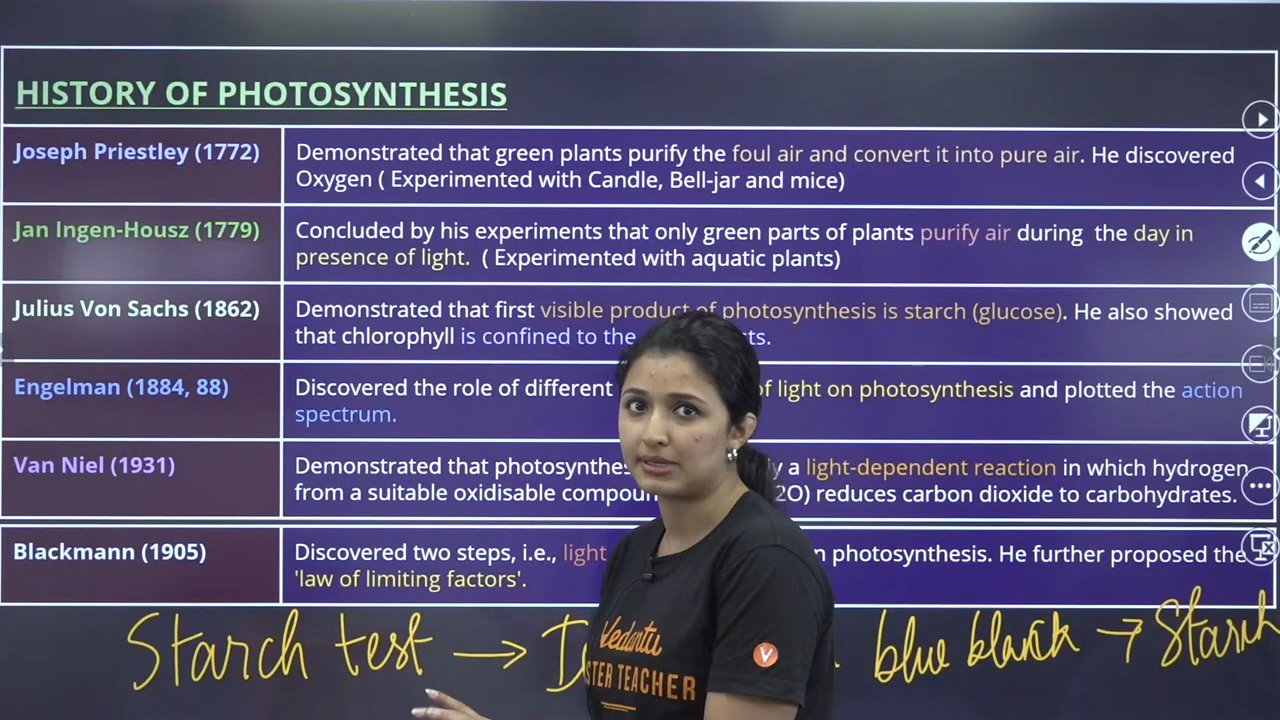 HISTORY OF PHOTOSYNTHESIS
Joseph Priestley (1772)
Demonstrated that green plants purify the foul air and convert it into pure air. He discovered
Oxygen ( Experimented with Candle, Bell-jar and mice)
Jan Ingen-Housz (1779)
Concluded by his experiments that only green parts of plants purify air during the day in
presence of light. ( Experimented with aquatic plants)
Julius Von Sachs (1862)
Demonstrated that first visible product of photosynthesis is starch (glucose). He also showed
that chlorophyll is confined to the
Engelman (1884, 88)
Discovered the role of different of light on photosynthesis and plotted the action
spectrum.
Van Niel (1931)
Demonstrated that a light-dependent reaction in which hydrogen
from a suitable oxidisable 2O) reduces carbon dioxide to carbohydrates.
Blackmann (1905)
Discovered two steps, i.e., light photosynthesis. He further proposed the
'law of limiting factors'.
Starch test → blue blank → Starch
Vedantu
TEACHER
V